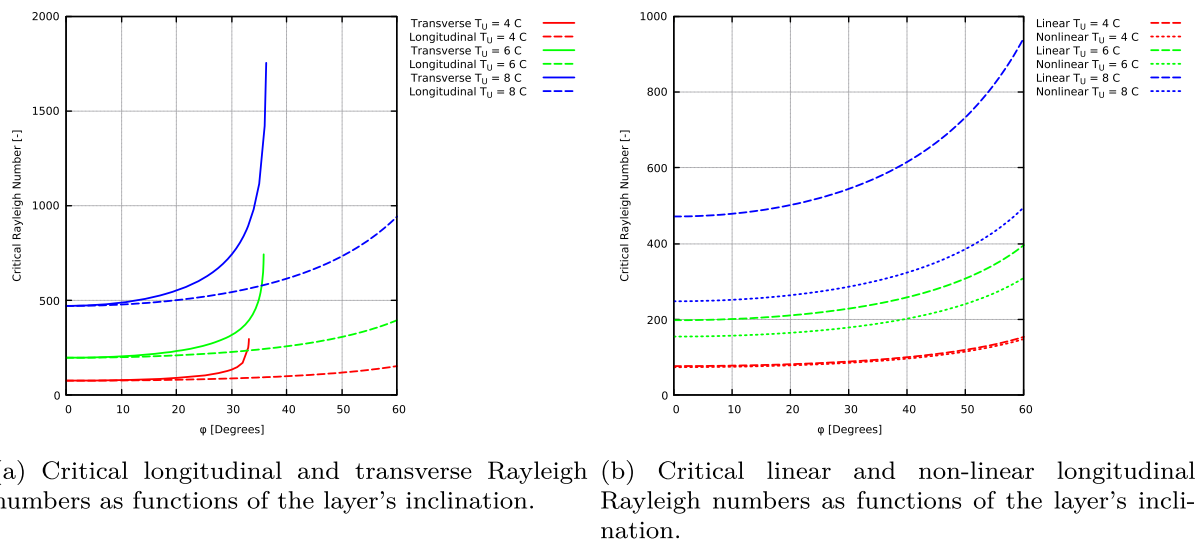 2000
1500
1000
500
0
0 10 20 30 40 50 60
Critical Rayleigh Number [-]
φ [Degrees]
Transverse T_U = 4 C
Longitudinal T_U = 4 C
Transverse T_U = 6 C
Longitudinal T_U = 6 C
Transverse T_U = 8 C
Longitudinal T_U = 8 C
1000
800
600
400
200
0
0 10 20 30 40 50 60
Critical Rayleigh Number [-]
φ [Degrees]
Linear T_U = 4 C
Nonlinear T_U = 4 C
Linear T_U = 6 C
Nonlinear T_U = 6 C
Linear T_U = 8 C
Nonlinear T_U = 8 C
a) Critical longitudinal and transverse Rayleigh
numbers as functions of the layer's inclination.
(b) Critical linear and non-linear longitudinal
Rayleigh numbers as functions of the layer's incli-
nation.